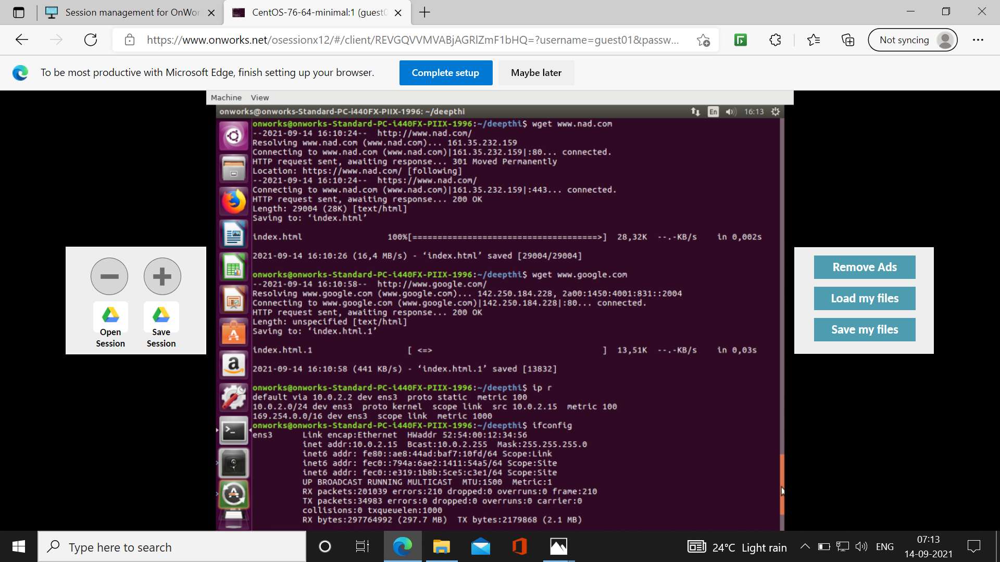 Session management for OnWor
CentOS-76-64-minimal:1 (guest0
https://www.onworks.net/osessionx12/#/client/REVGQVVMVABjAGRlZmF1bHQ=?username=guest01&passw...
Not syncing
To be most productive with Microsoft Edge, finish setting up your browser.
Complete setup
Maybe later
Machine View
onworks@onworks-Standard-PC-i440FX-PIIX-1996: ~/deepthi
En
16:13
onworks@onworks-Standard-PC-i440FX-PIIX-1996:~/deepthi$ wget www.nad.com
--2021-09-14 16:10:24-- http://www.nad.com/
Resolving www.nad.com (www.nad.com)... 161.35.232.159
Connecting to www.nad.com (www.nad.com)|161.35.232.159|:80... connected.
HTTP request sent, awaiting response... 301 Moved Permanently
Location: https://www.nad.com/ [following]
--2021-09-14 16:10:24-- https://www.nad.com/
Connecting to www.nad.com (www.nad.com)|161.35.232.159|:443... connected.
HTTP request sent, awaiting response... 200 OK
Length: 29004 (28K) [text/html]
Saving to: ‘index.html’
index.html 100%[=====================================>] 28,32K --.-KB/s in 0,002s
2021-09-14 16:10:26 (16,4 MB/s) - ‘index.html’ saved [29004/29004]
onworks@onworks-Standard-PC-i440FX-PIIX-1996:~/deepthi$ wget www.google.com
--2021-09-14 16:10:58-- http://www.google.com/
Resolving www.google.com (www.google.com)... 142.250.184.228, 2a00:1450:4001:831::2004
Connecting to www.google.com (www.google.com)|142.250.184.228|:80... connected.
HTTP request sent, awaiting response... 200 OK
Length: unspecified [text/html]
Saving to: ‘index.html.1’
index.html.1 [ <=> ] 13,51K --.-KB/s in 0,03s
2021-09-14 16:10:58 (441 KB/s) - ‘index.html.1’ saved [13832]
onworks@onworks-Standard-PC-i440FX-PIIX-1996:~/deepthi$ ip r
default via 10.0.2.2 dev ens3 proto static metric 100
10.0.2.0/24 dev ens3 proto kernel scope link src 10.0.2.15 metric 100
169.254.0.0/16 dev ens3 scope link metric 1000
onworks@onworks-Standard-PC-i440FX-PIIX-1996:~/deepthi$ ifconfig
ens3 Link encap:Ethernet HWaddr 52:54:00:12:34:56
inet addr:10.0.2.15 Bcast:10.0.2.255 Mask:255.255.255.0
inet6 addr: fe80::ae8:44ad:baf7:10fd/64 Scope:Link
inet6 addr: fec0::794a:6ae2:1411:54a5/64 Scope:Site
inet6 addr: fec0::e319:1b8b:5ce5:c3e1/64 Scope:Site
UP BROADCAST RUNNING MULTICAST MTU:1500 Metric:1
RX packets:201039 errors:210 dropped:0 overruns:0 frame:210
TX packets:34983 errors:0 dropped:0 overruns:0 carrier:0
collisions:0 txqueuelen:1000
RX bytes:297764992 (297.7 MB) TX bytes:2179868 (2.1 MB)
Open Session
Save Session
Remove Ads
Load my files
Save my files
Type here to search
24°C Light rain
ENG
07:13
14-09-2021